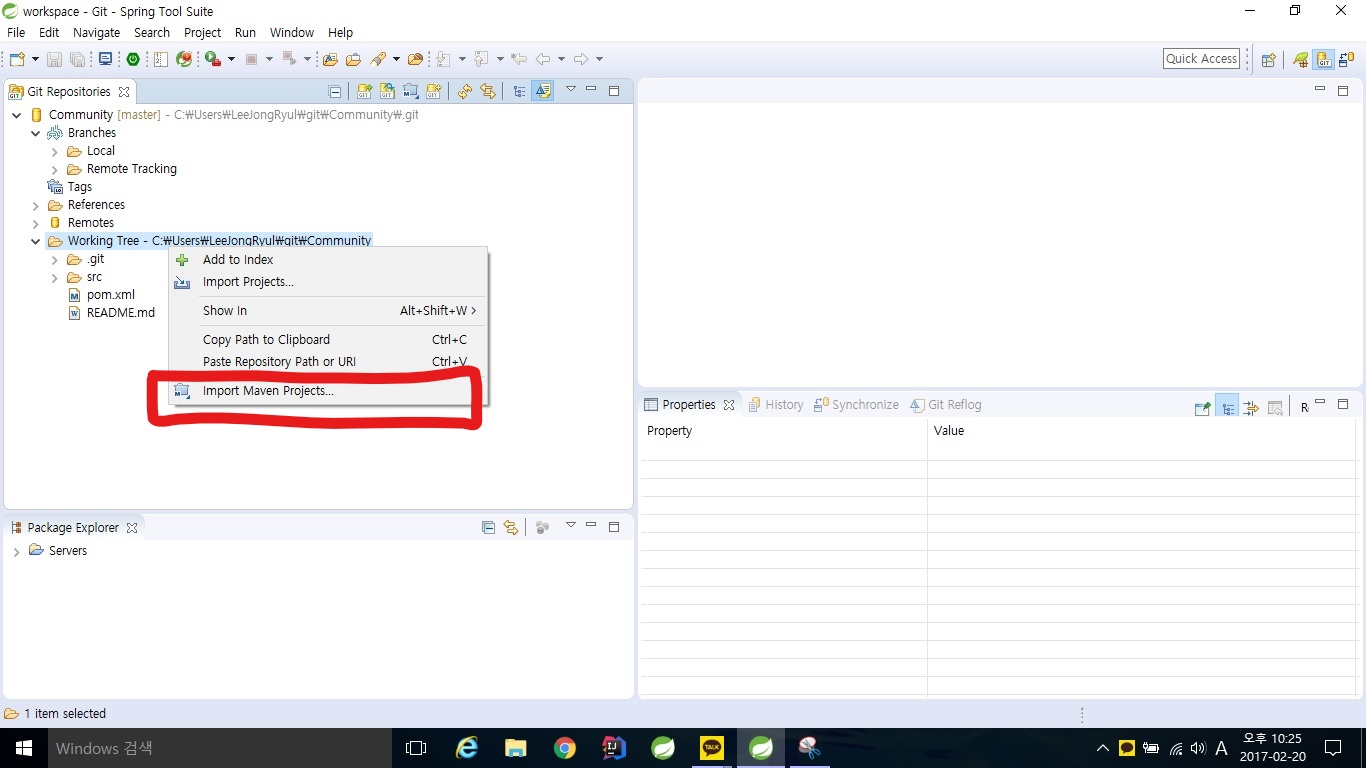 workspace - Git - Spring Tool Suite
File Edit Navigate Search Project Run Window Help
Quick Access
Git Repositories
Community [master] - C:₩Users₩LeeJongRyul₩git₩Community₩.git
Branches
Local
Remote Tracking
Tags
References
Remotes
Working Tree - C:₩Users₩LeeJongRyul₩git₩Community
.git
src
pom.xml
README.md
Add to Index
Import Projects...
Show In Alt+Shift+W >
Copy Path to Clipboard Ctrl+C
Paste Repository Path or URI Ctrl+V
Import Maven Projects...
Properties History Synchronize Git Reflog
Property Value
Package Explorer
Servers
1 item selected
Windows 검색
TALK
A
오후 10:25
2017-02-20